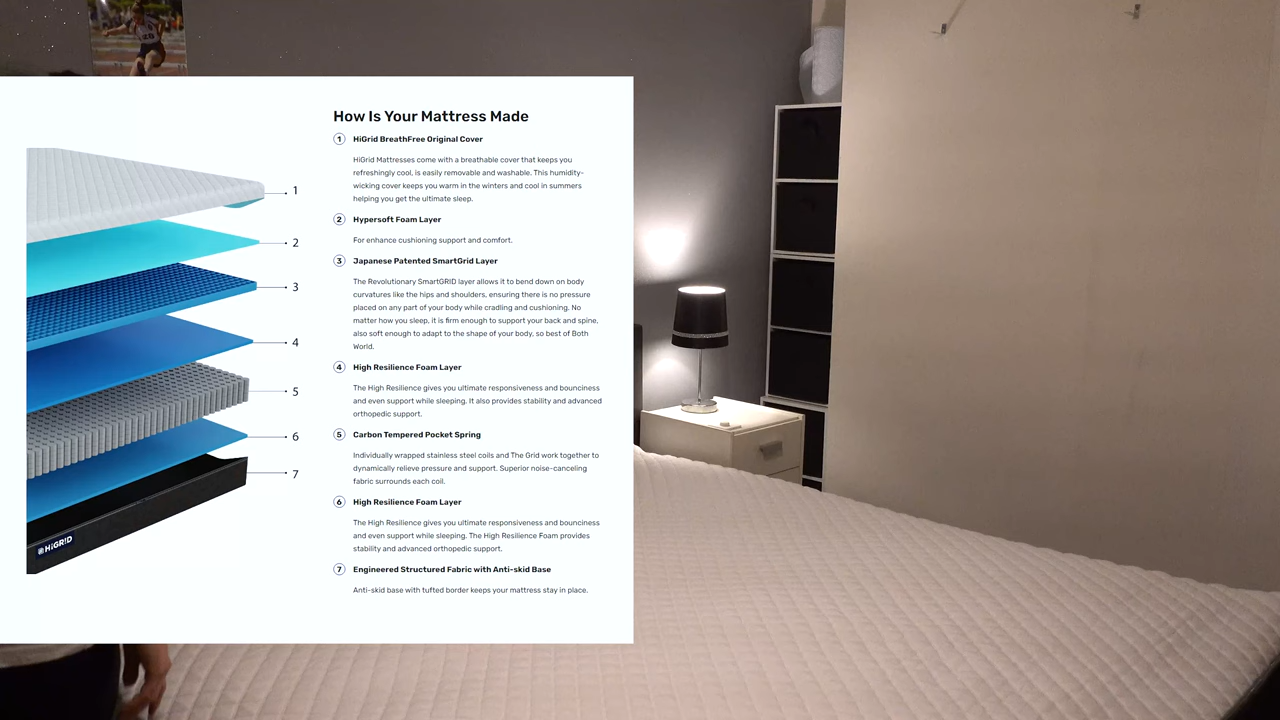 How Is Your Mattress Made
1 HiGrid BreathFree Original Cover
HiGrid Mattresses come with a breathable cover that keeps you
refreshingly cool, is easily removable and washable. This humidity-
wicking cover keeps you warm in the winters and cool in summers
helping you get the ultimate sleep.
2 Hypersoft Foam Layer
For enhance cushioning support and comfort.
3 Japanese Patented SmartGrid Layer
The Revolutionary SmartGRID layer allows it to bend down on body
curvatures like the hips and shoulders, ensuring there is no pressure
placed on any part of your body while cradling and cushioning. No
matter how you sleep, it is firm enough to support your back and spine,
also soft enough to adapt to the shape of your body, so best of Both
World.
4 High Resilience Foam Layer
The High Resilience gives you ultimate responsiveness and bounciness
and even support while sleeping. It also provides stability and advanced
orthopedic support.
5 Carbon Tempered Pocket Spring
Individually wrapped stainless steel coils and The Grid work together to
dynamically relieve pressure and support. Superior noise-canceling
fabric surrounds each coil.
6 High Resilience Foam Layer
The High Resilience gives you ultimate responsiveness and bounciness
and even support while sleeping. The High Resilience Foam provides
stability and advanced orthopedic support.
7 Engineered Structured Fabric with Anti-skid Base
Anti-skid base with tufted border keeps your mattress stay in place.
1
2
3
4
5
6
7
HiGRID